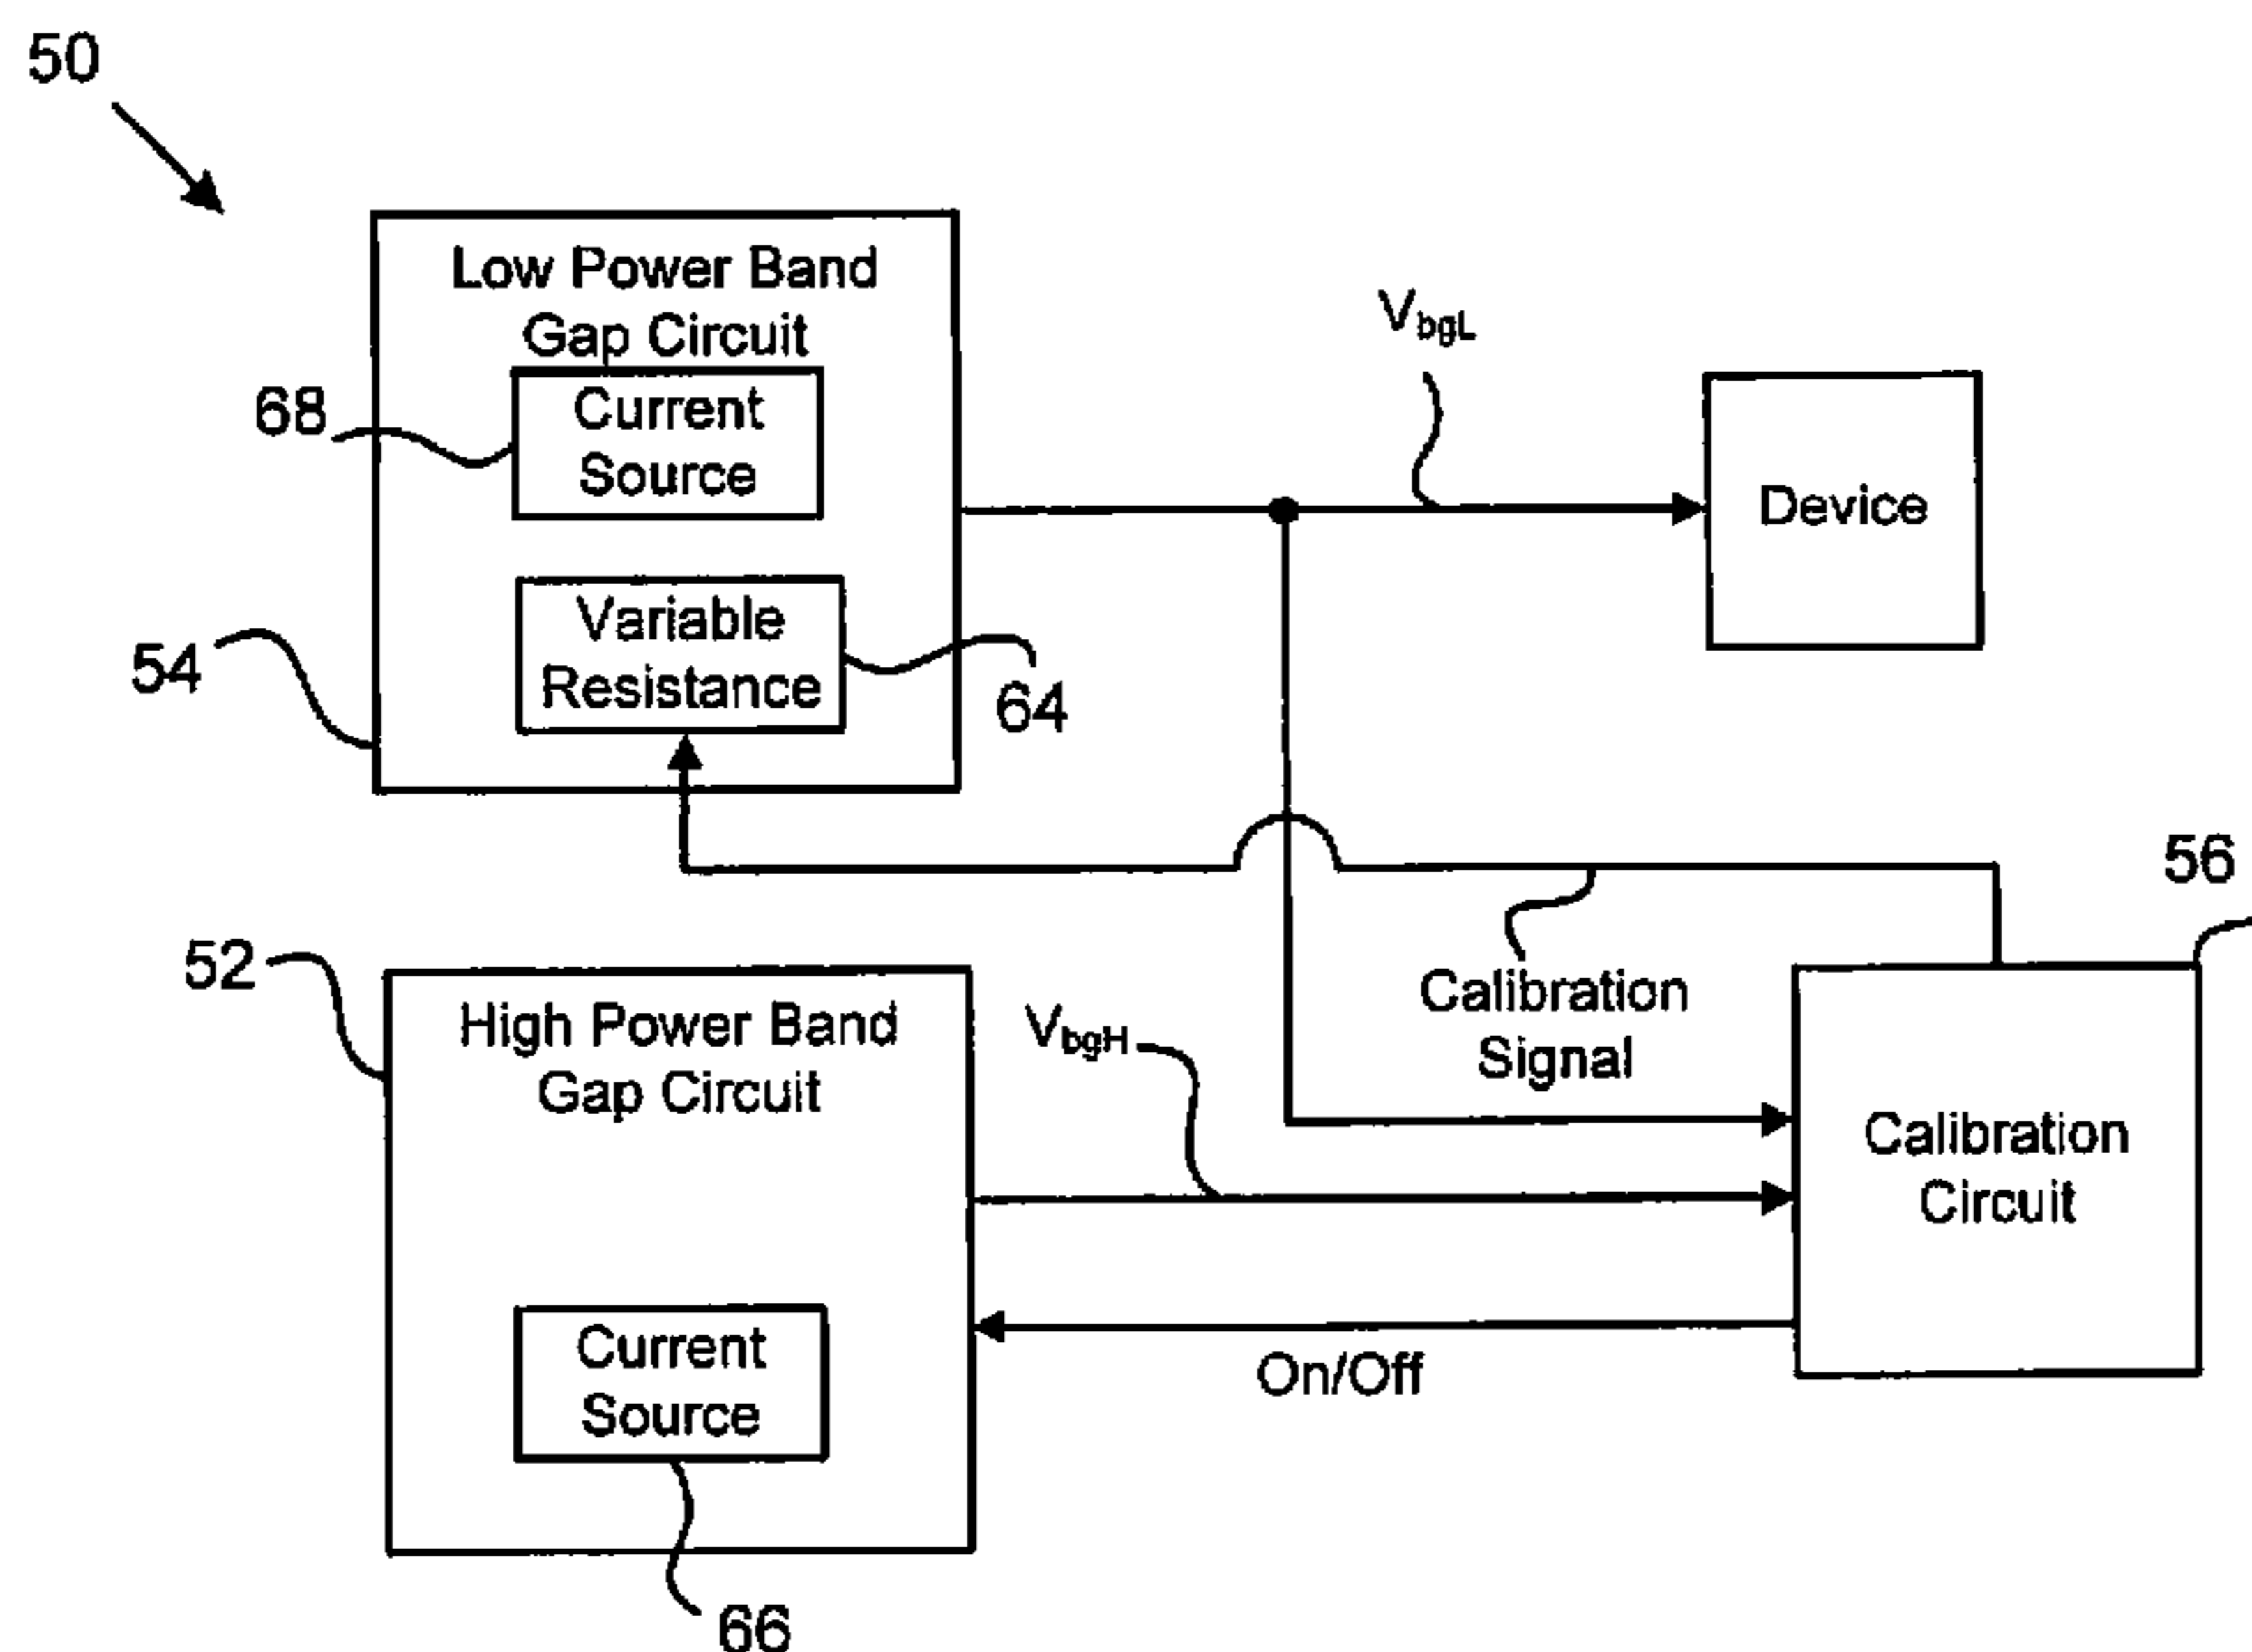 50
Low Power Band
Gap Circuit
68
Current
Source
VbgL
Device
54
Variable
Resistance
64
56
52
High Power Band
Gap Circuit
VbgH
Calibration
Signal
Calibration
Circuit
Current
Source
On/Off
66